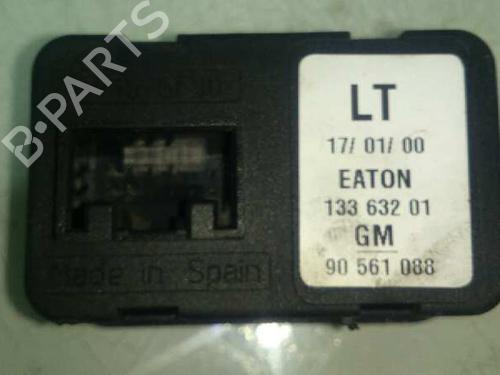 B-PARTS
LT
17/ 01/ 00
EATON
133 632 01
GM
90 561 088
Made in Spain